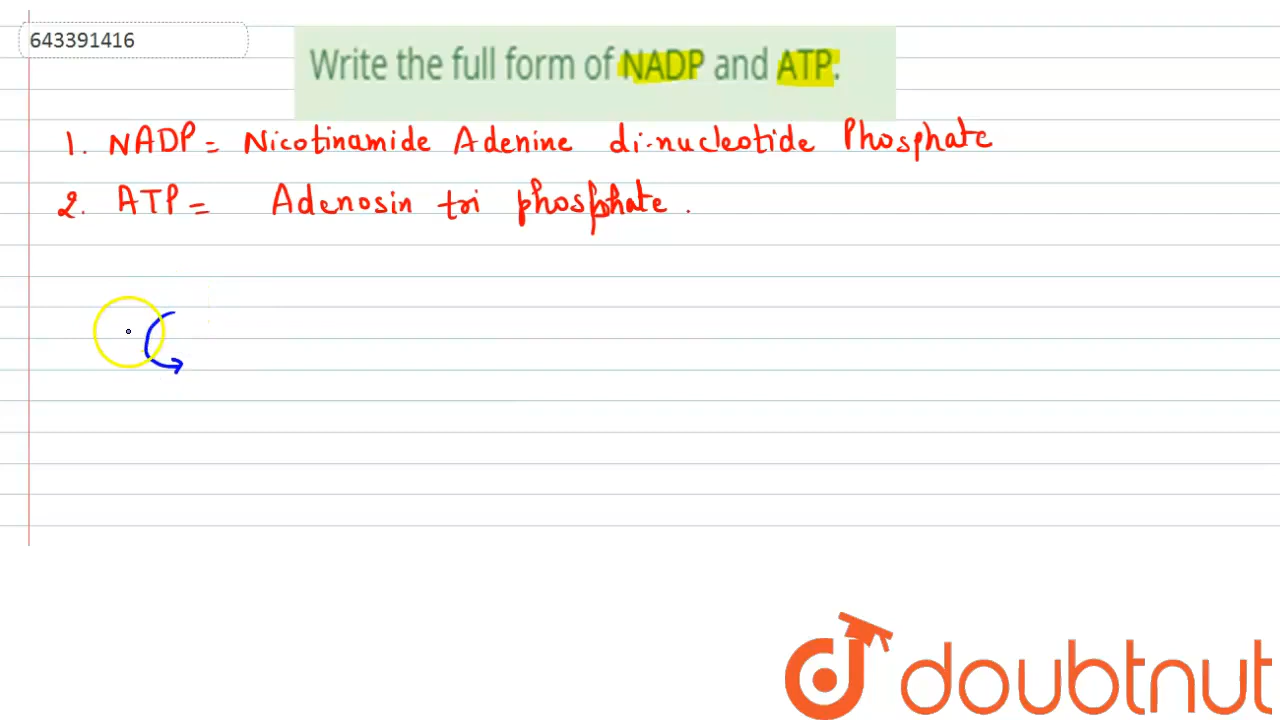 643391416
Write the full form of NADP and ATP.
1. NADP = Nicotinamide Adenine di-nucleotide Phosphate
2. ATP = Adenosin tri phosphate.
doubtnut